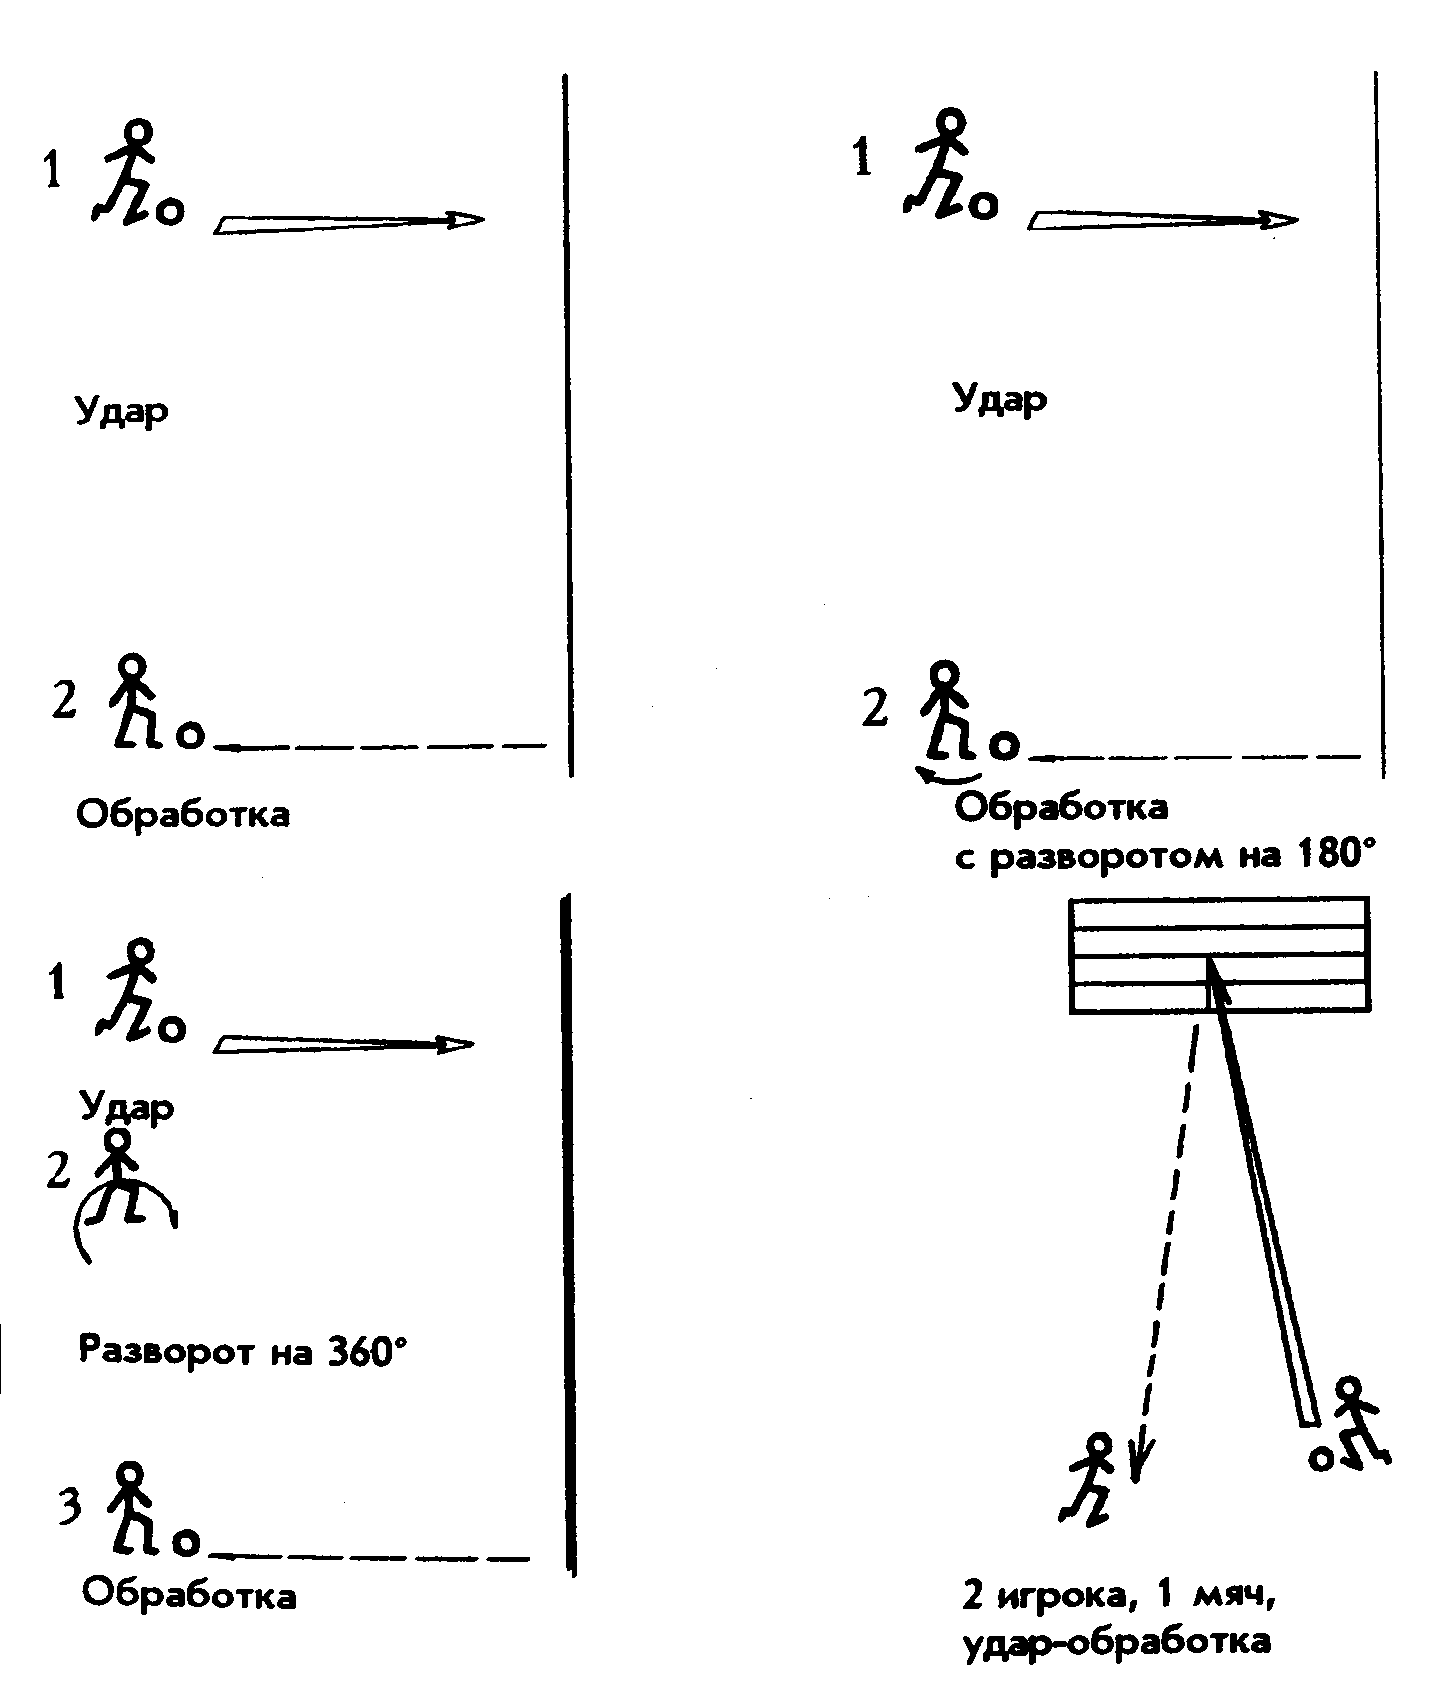 1
Удар
2
Обработка
1
Удар
2
Обработка
с разворотом на 180°
1
Удар
2
Разворот на 360°
3
Обработка
2 игрока, 1 мяч,
удар-обработка